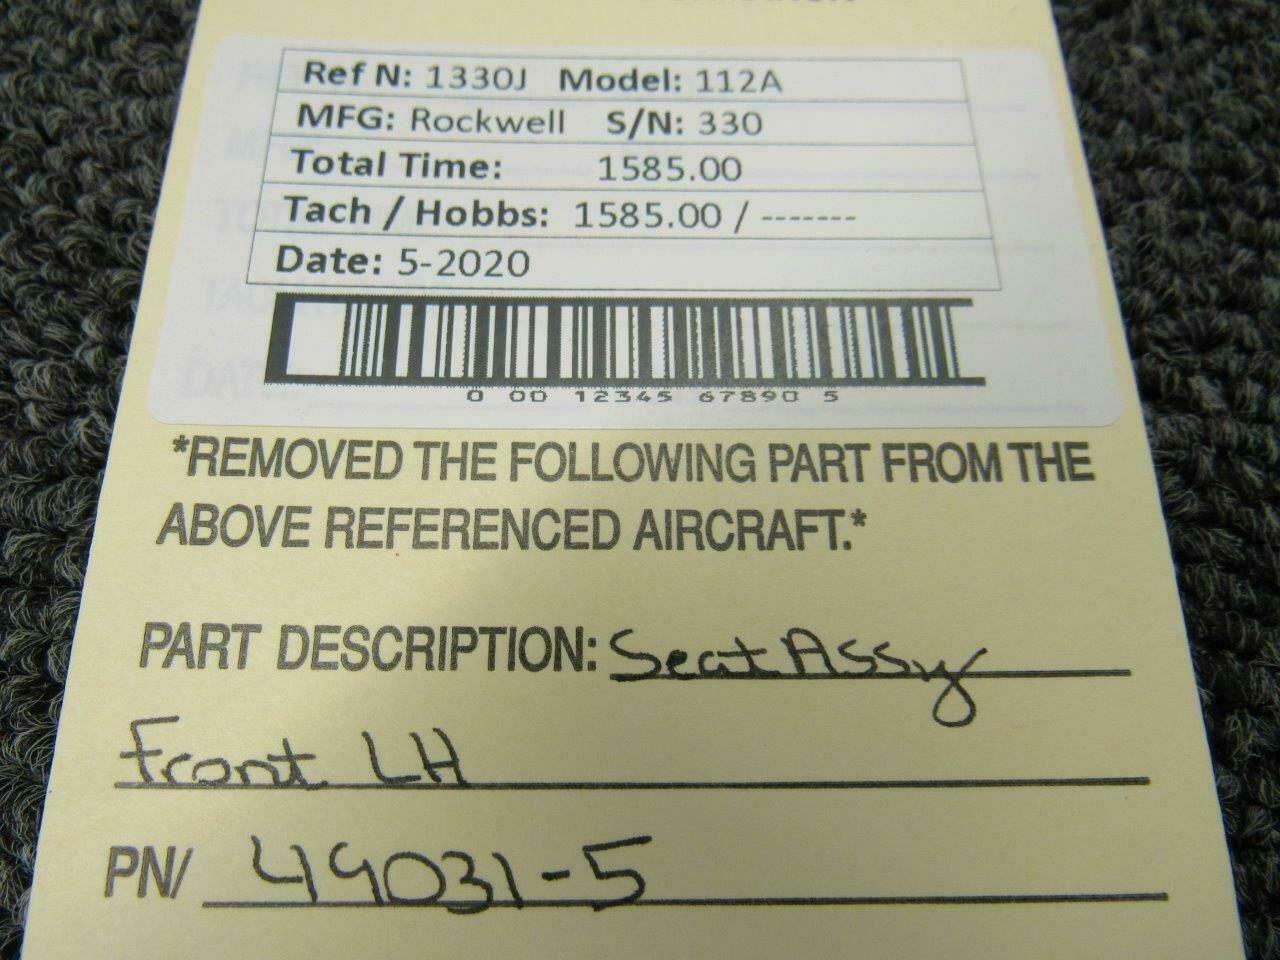 Ref N: 1330J Model: 112A
MFG: Rockwell S/N: 330
Total Time: 1585.00
Tach / Hobbs: 1585.00 / -------
Date: 5-2020
0 00 12345 67890 5
*REMOVED THE FOLLOWING PART FROM THE
ABOVE REFERENCED AIRCRAFT.*
PART DESCRIPTION: Seat Assy
Front LH
PN/ 49031-5